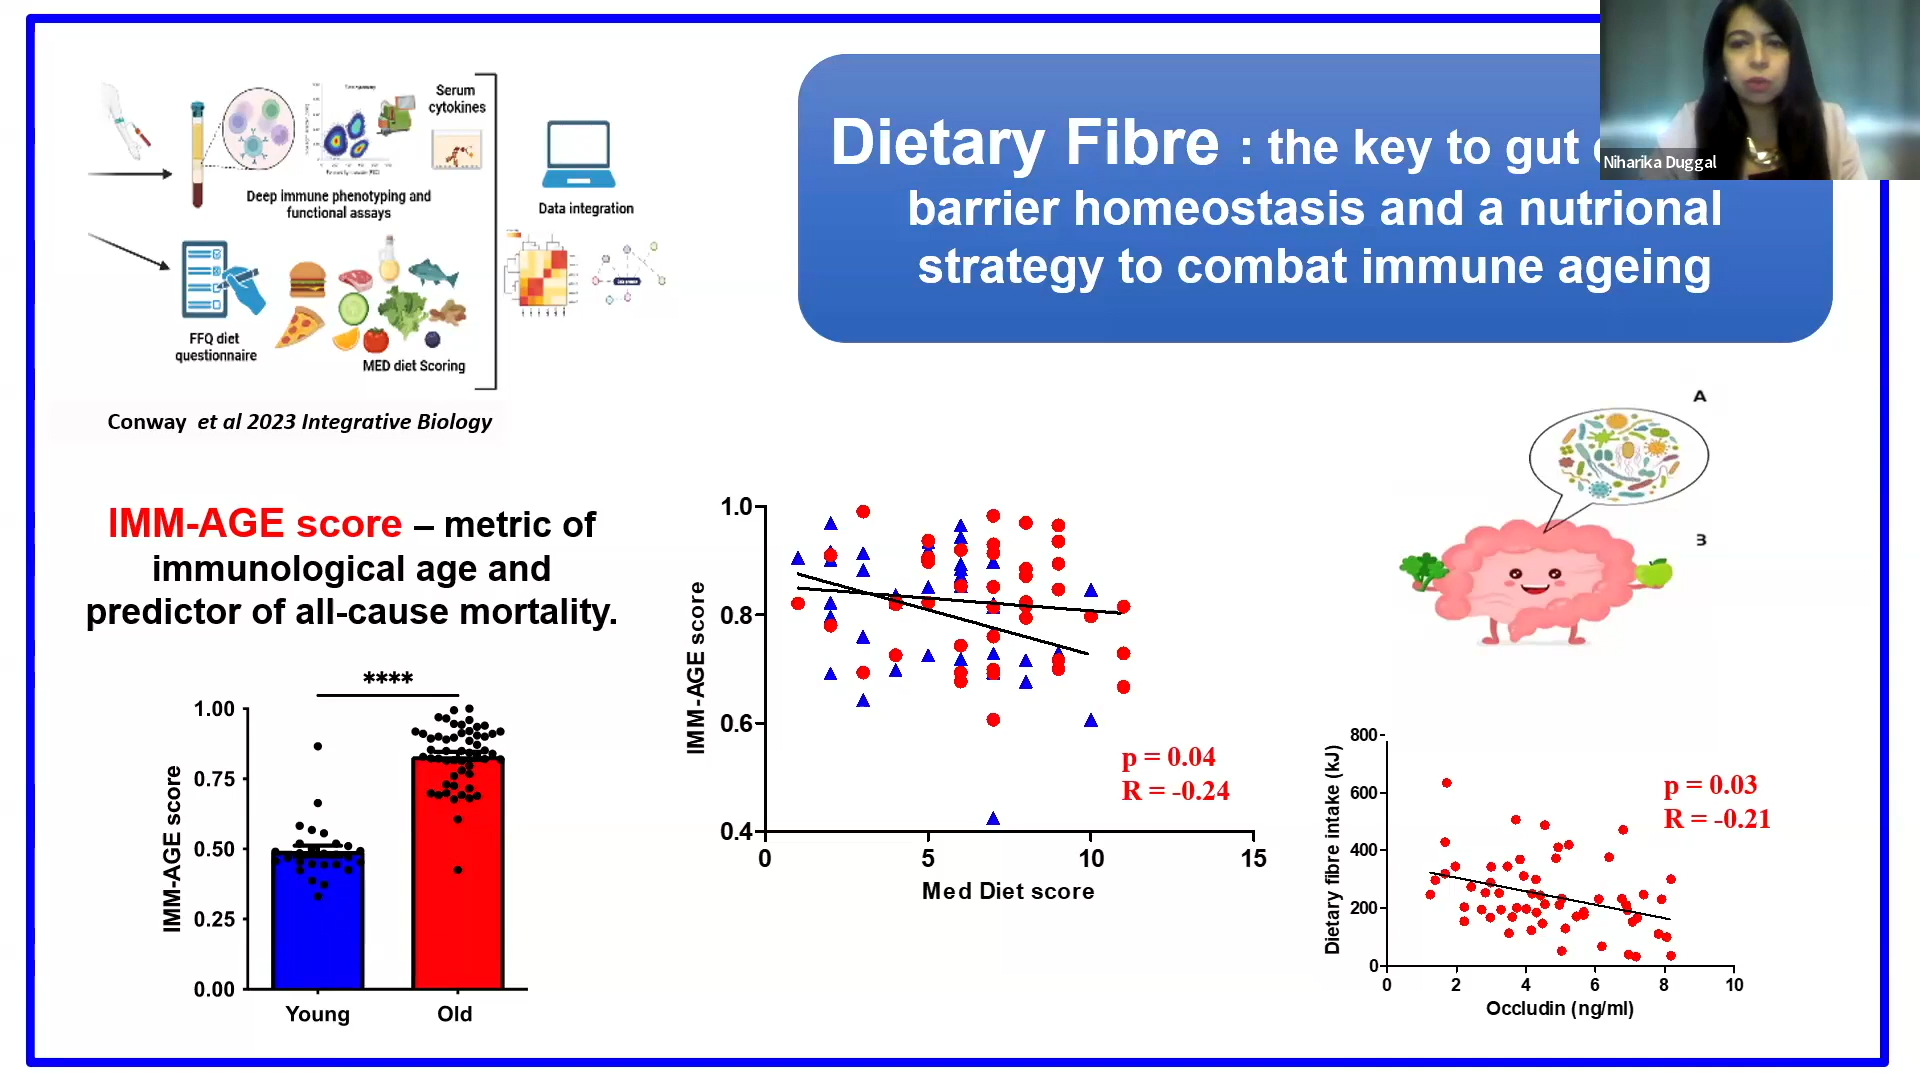 Serum
cytokines
Deep immune phenotyping and
functional assays
Data integration
FFQ diet
questionnaire
MED diet Scoring
Conway et al 2023 Integrative Biology
Dietary Fibre : the key to gut
barrier homeostasis and a nutrional
strategy to combat immune ageing
Niharika Duggal
IMM-AGE score – metric of
immunological age and
predictor of all-cause mortality.
****
IMM-AGE score
1.00
0.75
0.50
0.25
0.00
Young
Old
IMM-AGE score
1.0
0.8
0.6
0.4
0
5
10
15
Med Diet score
p = 0.04
R = -0.24
A
B
Dietary fibre intake (kJ)
800
600
400
200
0
0
2
4
6
8
10
Occludin (ng/ml)
p = 0.03
R = -0.21